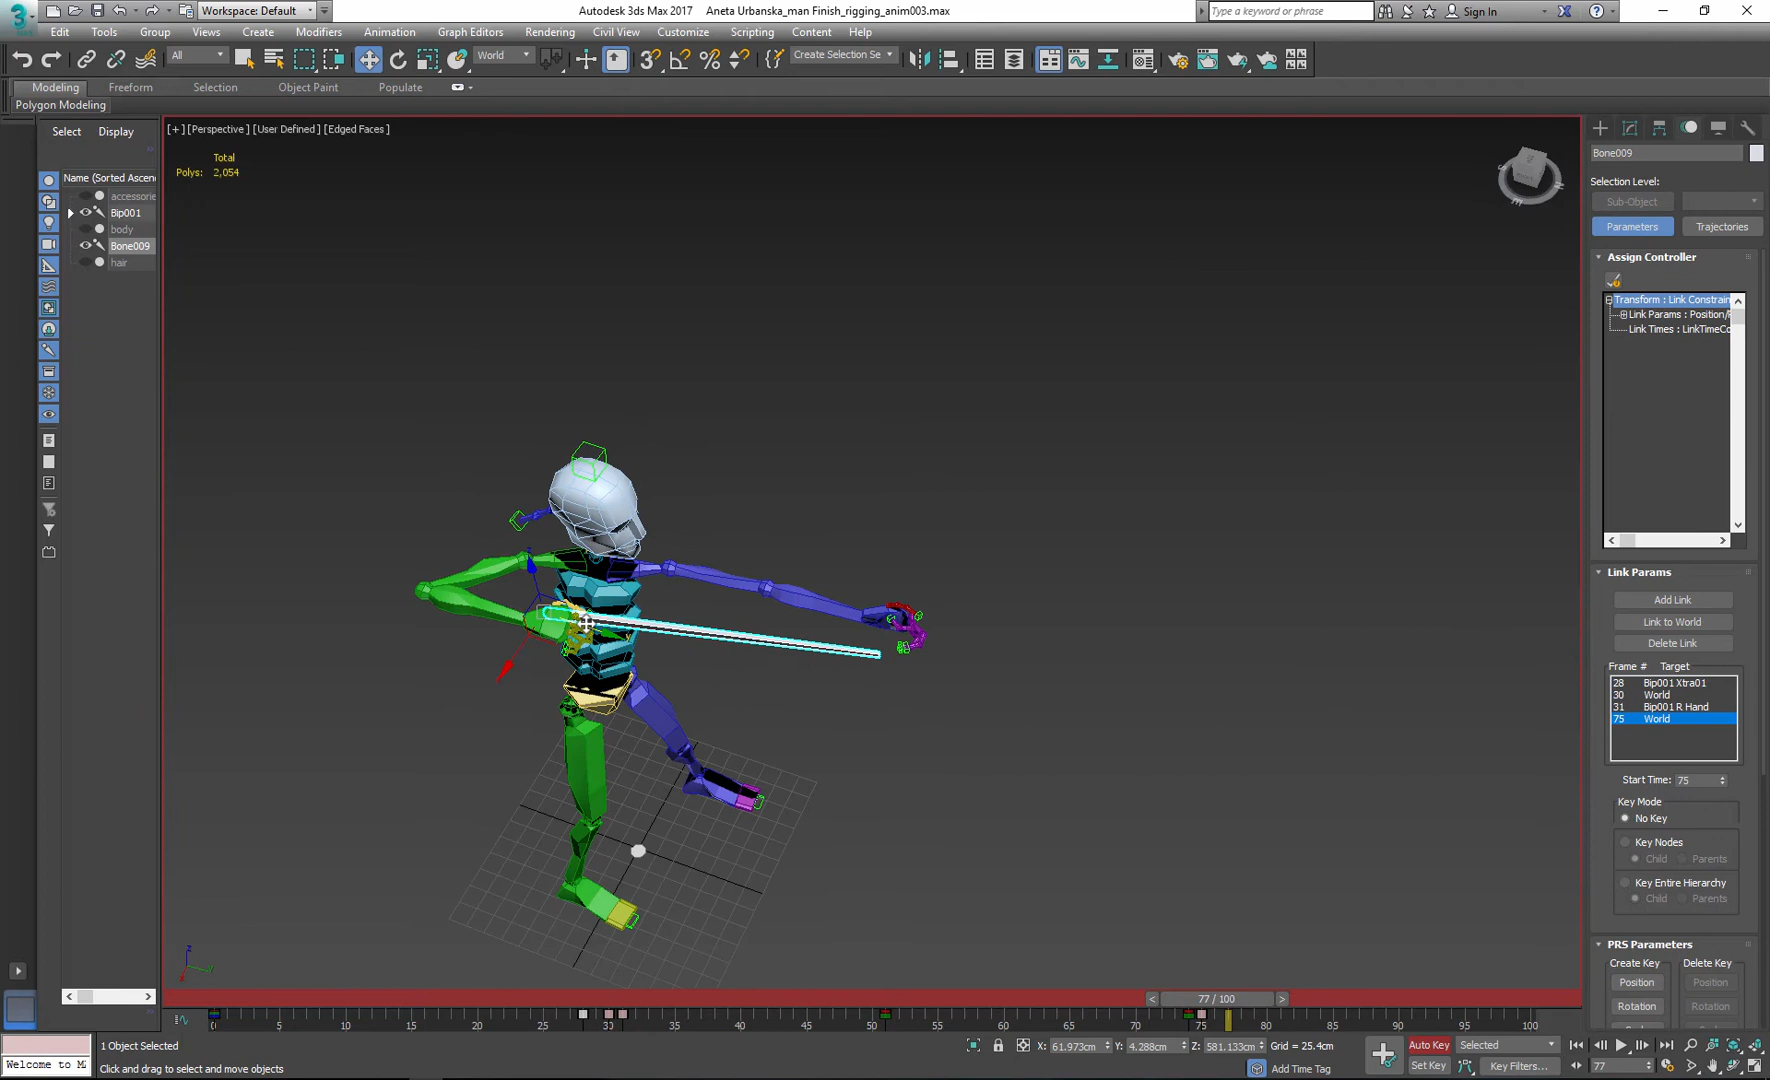 3
MAX
Workspace: Default
Autodesk 3ds Max 2017    Aneta Urbanska_man Finish_rigging_anim003.max
Type a keyword or phrase
Sign In
Edit Tools Group Views Create Modifiers Animation Graph Editors Rendering Civil View Customize Scripting Content Help
All
World
Create Selection Se
Modeling Freeform Selection Object Paint Populate
Polygon Modeling
Select Display
[+] [Perspective] [User Defined] [Edged Faces]
Total
Polys: 2,054
Name (Sorted Ascen
accessorie
Bip001
body
Bone009
hair
Bone009
Selection Level:
Sub-Object
Parameters Trajectories
Assign Controller
Transform : Link Constrain
Link Params : Position/
Link Times : LinkTimeCo
Link Params
Add Link
Link to World
Delete Link
Frame # Target
28 Bip001 Xtra01
30 World
31 Bip001 R Hand
75 World
Start Time: 75
Key Mode
No Key
Key Nodes
Child Parents
Key Entire Hierarchy
Child Parents
PRS Parameters
Create Key Delete Key
Position Position
Rotation Rotation
< 77 / 100 >
0 5 10 15 20 25 30 35 40 45 50 55 60 65 70 75 80 85 90 95 100
1 Object Selected
X: 61.973cm Y: 4.288cm Z: 581.133cm Grid = 25.4cm
Auto Key Selected
Welcome to M
Click and drag to select and move objects
Add Time Tag
Set Key Key Filters...
77